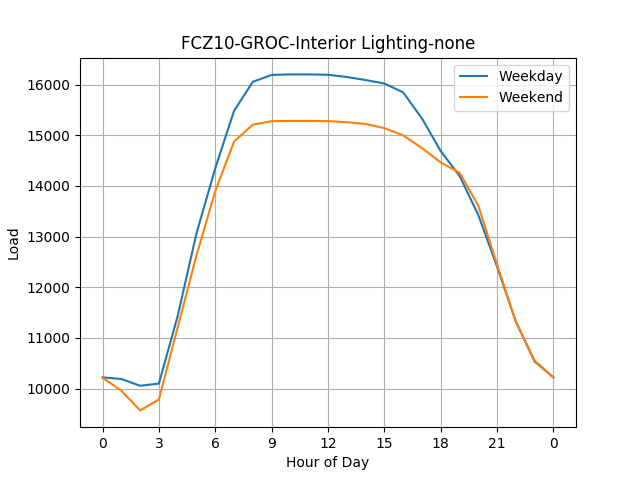 FCZ10-GROC-Interior Lighting-none
Weekday
Weekend
16000
15000
14000
13000
12000
11000
10000
Load
0 3 6 9 12 15 18 21 0
Hour of Day